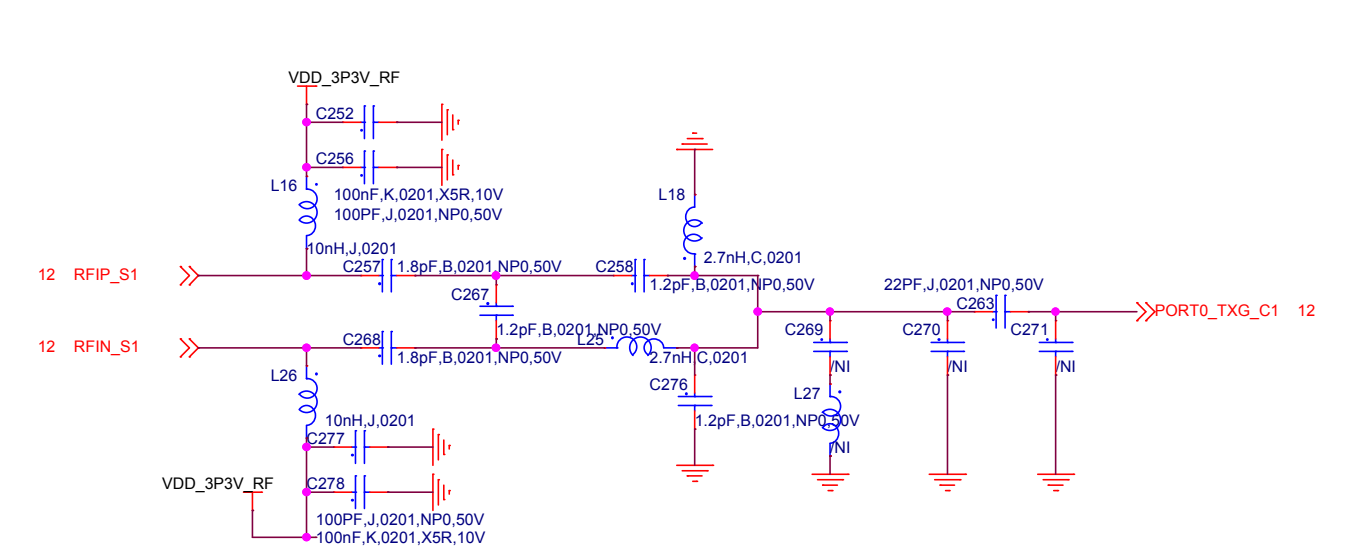 VDD_3P3V_RF
C252
C256
L16
100nF,K,0201,X5R,10V
100PF,J,0201,NP0,50V
L18
10nH,J,0201
2.7nH,C,0201
12 RFIP_S1
C257
1.8pF,B,0201,NP0,50V
C258
1.2pF,B,0201,NP0,50V
22PF,J,0201,NP0,50V
C267
C263
PORT0_TXG_C1 12
1.2pF,B,0201,NP0,50V
C269
C270
C271
12 RFIN_S1
C268
1.8pF,B,0201,NP0,50V
L25
2.7nH,C,0201
/NI
/NI
/NI
L26
C276
L27
10nH,J,0201
1.2pF,B,0201,NP0,50V
C277
/NI
VDD_3P3V_RF
C278
100PF,J,0201,NP0,50V
100nF,K,0201,X5R,10V